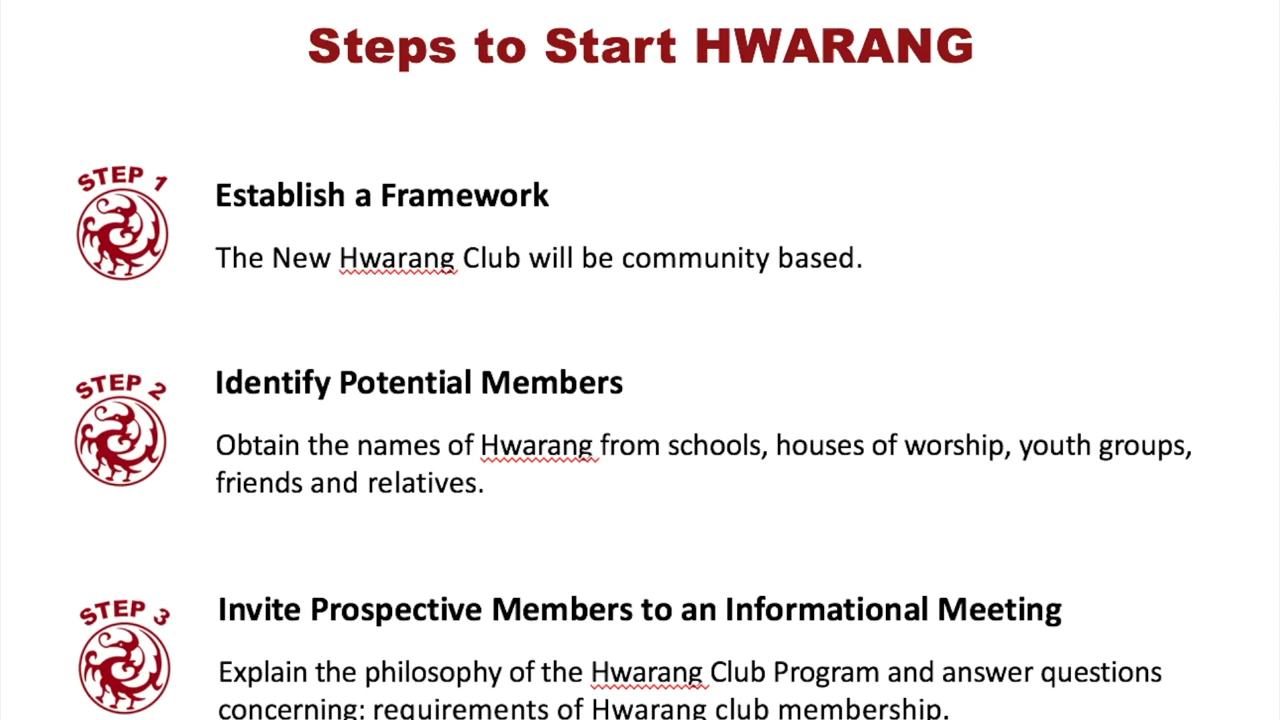 Steps to Start HWARANG
STEP 1
Establish a Framework
The New Hwarang Club will be community based.
STEP 2
Identify Potential Members
Obtain the names of Hwarang from schools, houses of worship, youth groups,
friends and relatives.
STEP 3
Invite Prospective Members to an Informational Meeting
Explain the philosophy of the Hwarang Club Program and answer questions
concerning: requirements of Hwarang club membership.